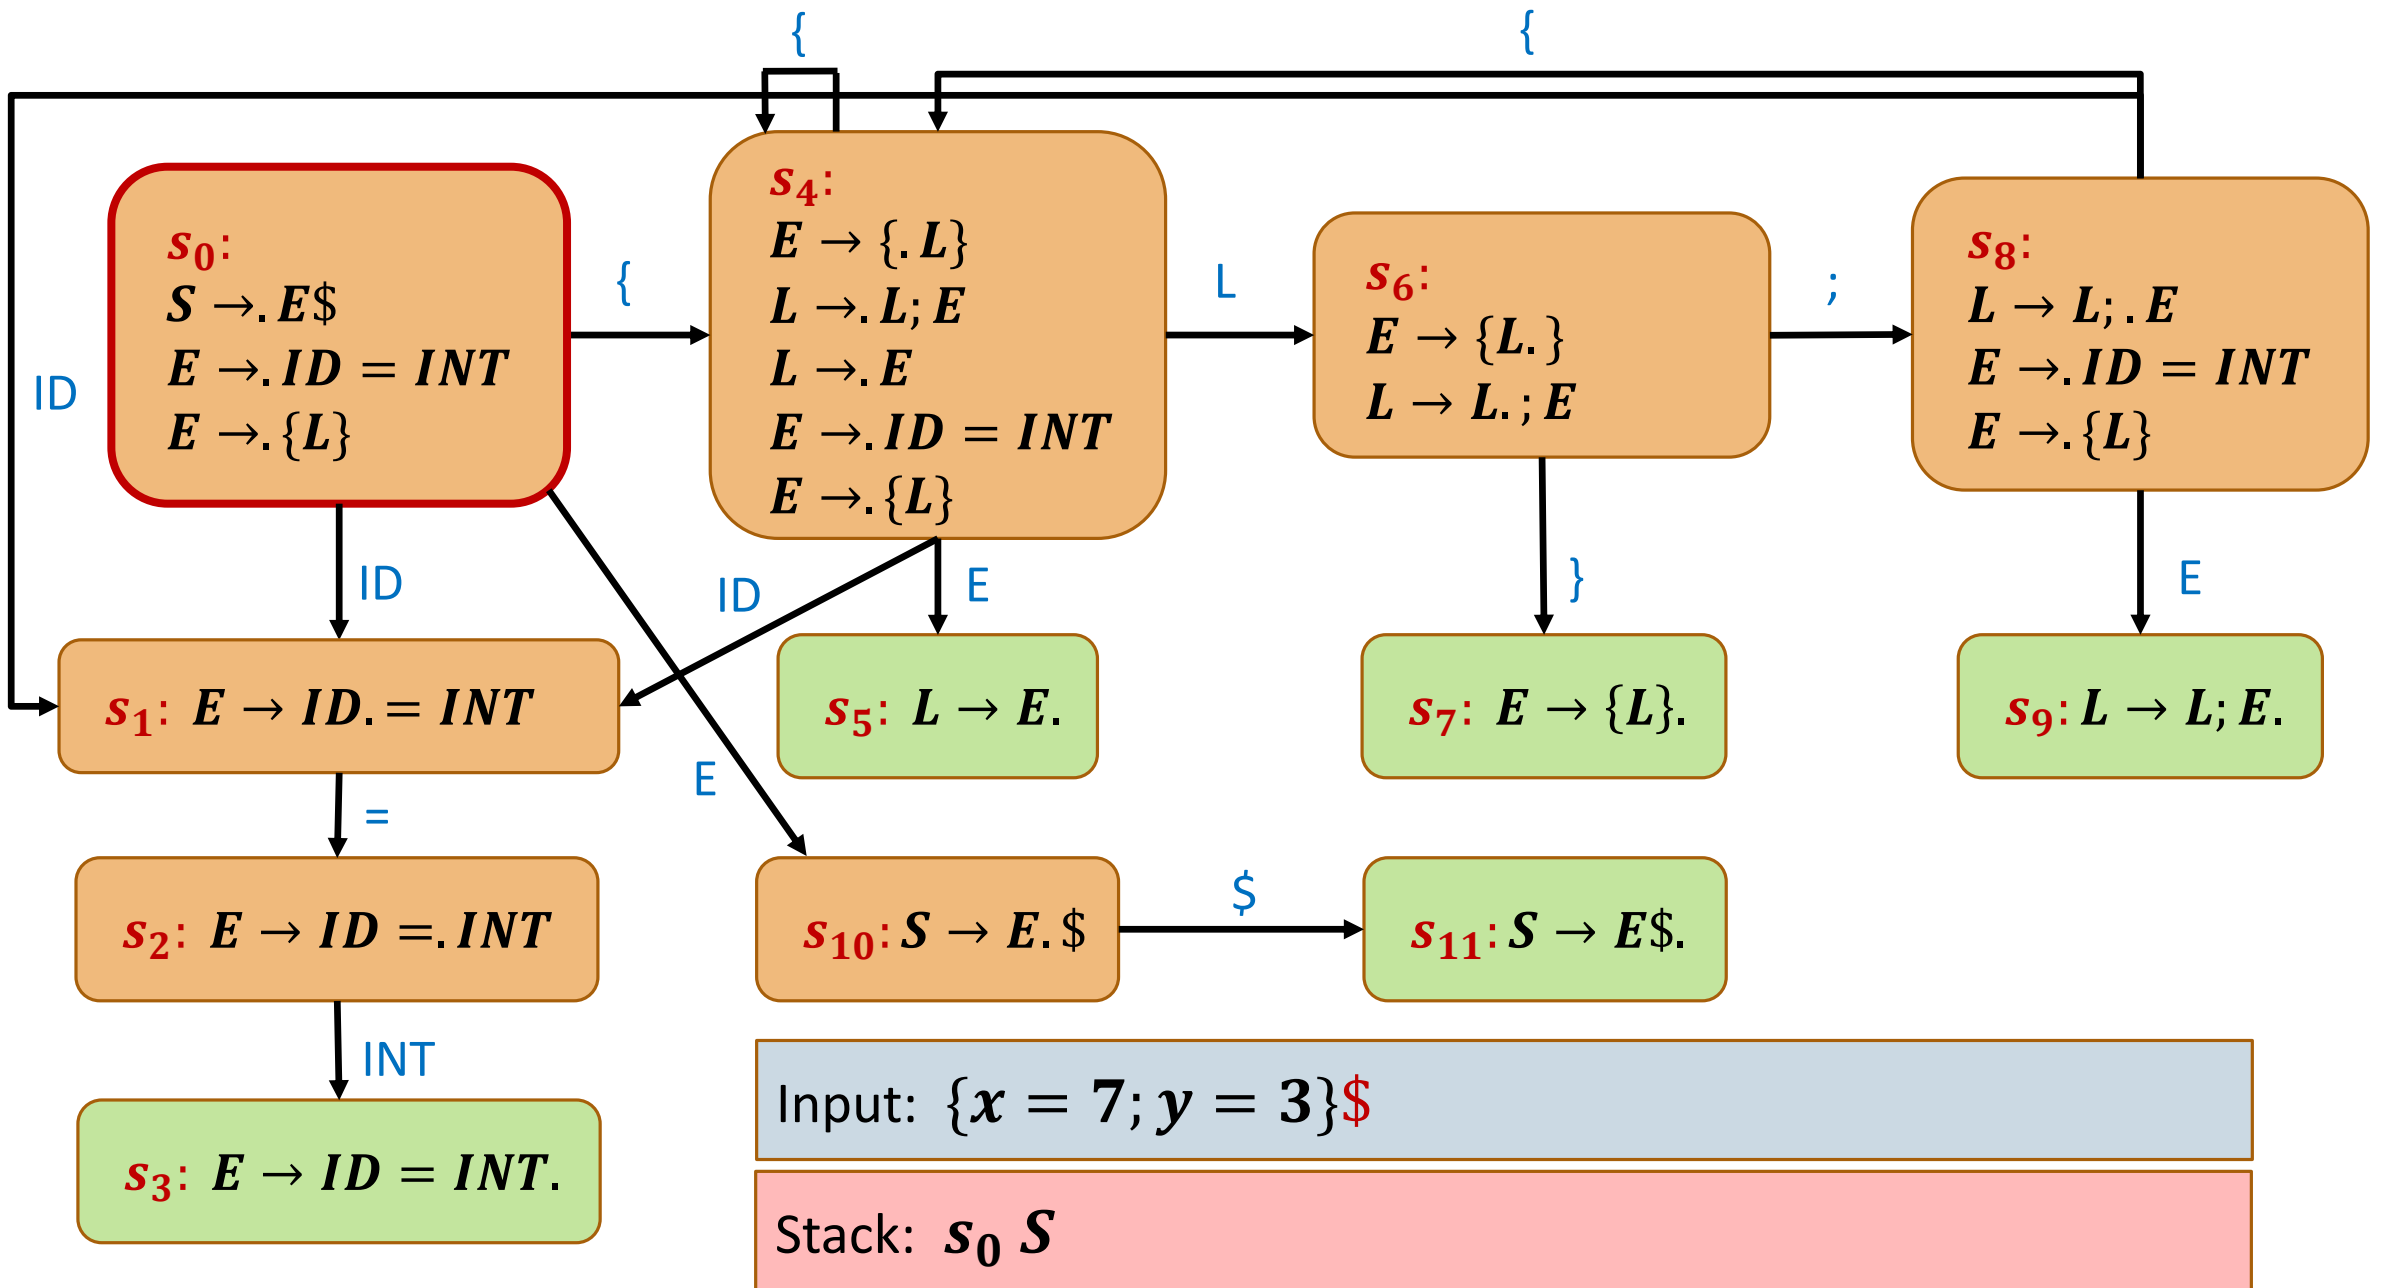 {
{
s₀:
S →. E$
E →. ID = INT
E →. {L}
{
s₄:
E → {. L}
L →. L; E
L →. E
E →. ID = INT
E →. {L}
L
s₆:
E → {L. }
L → L. ; E
;
s₈:
L → L; . E
E →. ID = INT
E →. {L}
ID
ID
ID
E
}
E
s₁: E → ID. = INT
s₅: L → E.
s₇: E → {L}.
s₉: L → L; E.
E
=
s₂: E → ID =. INT
s₁₀: S → E. $
$
s₁₁: S → E$.
INT
s₃: E → ID = INT.
Input: {x = 7; y = 3}$
Stack: s₀ S